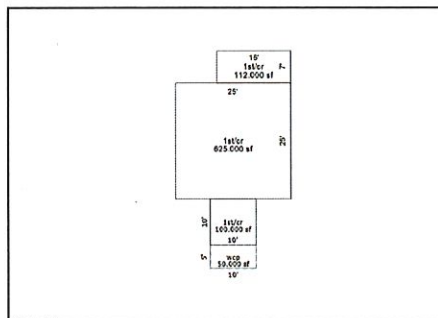 16'
1st/cr 7'
112.000 sf
25'
1st/cr
625.000 sf
25'
10'
1st/cr
100.000 sf
10'
5'
wcp
50.000 sf
10'